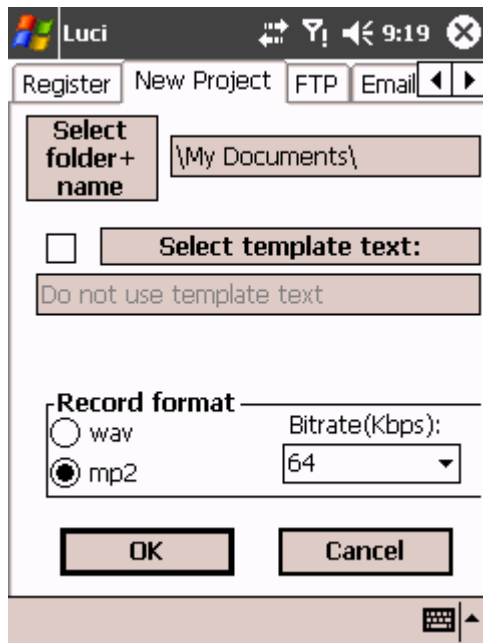 Luci 9:19
Register New Project FTP Email
Select
folder+
name
\My Documents\
Select template text:
Do not use template text
Record format
wav
Bitrate(Kbps):
mp2
64
OK Cancel